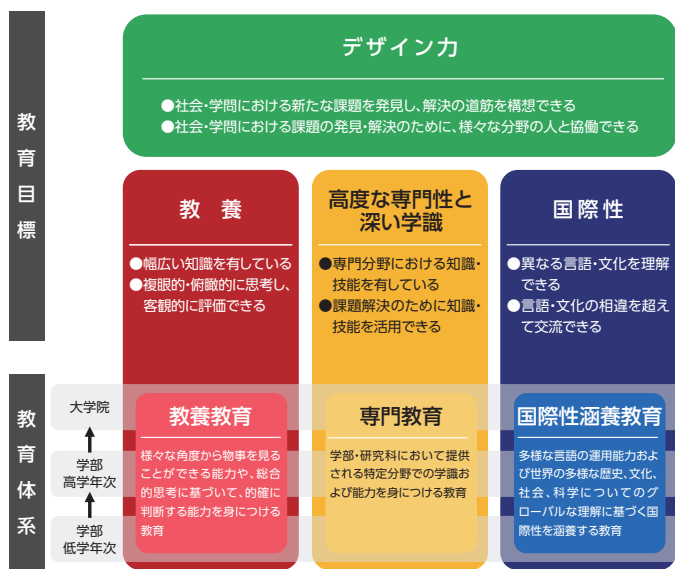 教育目標
デザイン力
●社会・学問における新たな課題を発見し、解決の道筋を構想できる
●社会・学問における課題の発見・解決のために、様々な分野の人と協働できる
教 養
●幅広い知識を有している
●複眼的・俯瞰的に思考し、
客観的に評価できる
高度な専門性と
深い学識
●専門分野における知識・
技能を有している
●課題解決のために知識・
技能を活用できる
国際性
●異なる言語・文化を理解
できる
●言語・文化の相違を超え
て交流できる
教育体系
大学院
学部
高学年次
学部
低学年次
教養教育
様々な角度から物事を見る
ことができる能力や、総合
的思考に基づいて、的確に
判断する能力を身につける
教育
専門教育
学部・研究科において提供
される特定分野での学識お
よび能力を身につける教育
国際性涵養教育
多様な言語の運用能力およ
び世界の多様な歴史、文化、
社会、科学についてのグ
ローバルな理解に基づく国
際性を涵養する教育